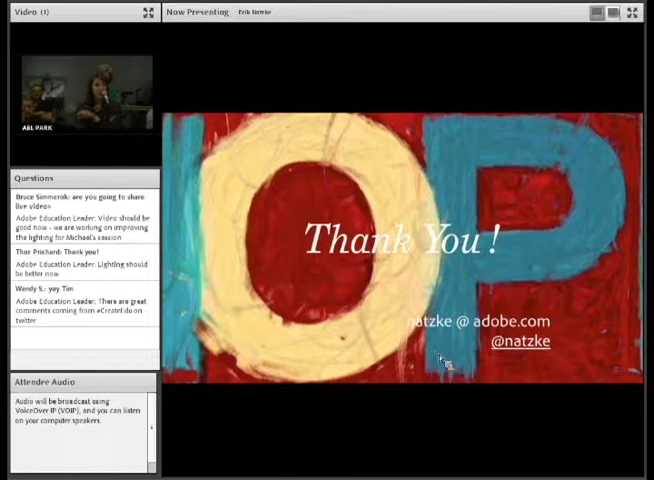 Video (1)
Now Presenting - Erik Natzke
AEL PARK
Questions
Bruce Simmerok: are you going to share
live video>
Adobe Education Leader: Video should be
good now - we are working on improving
the lighting for Michael's session
Thor Prichard: Thank you!
Adobe Education Leader: Lighting should
be better now
Wendy S.: yay Tim
Adobe Education Leader: There are great
comments coming from #CreateEdu on
twitter
Attendee Audio
Audio will be broadcast using
VoiceOver IP (VOIP), and you can listen
on your computer speakers.
OP
Thank You!
natzke @ adobe.com
@natzke